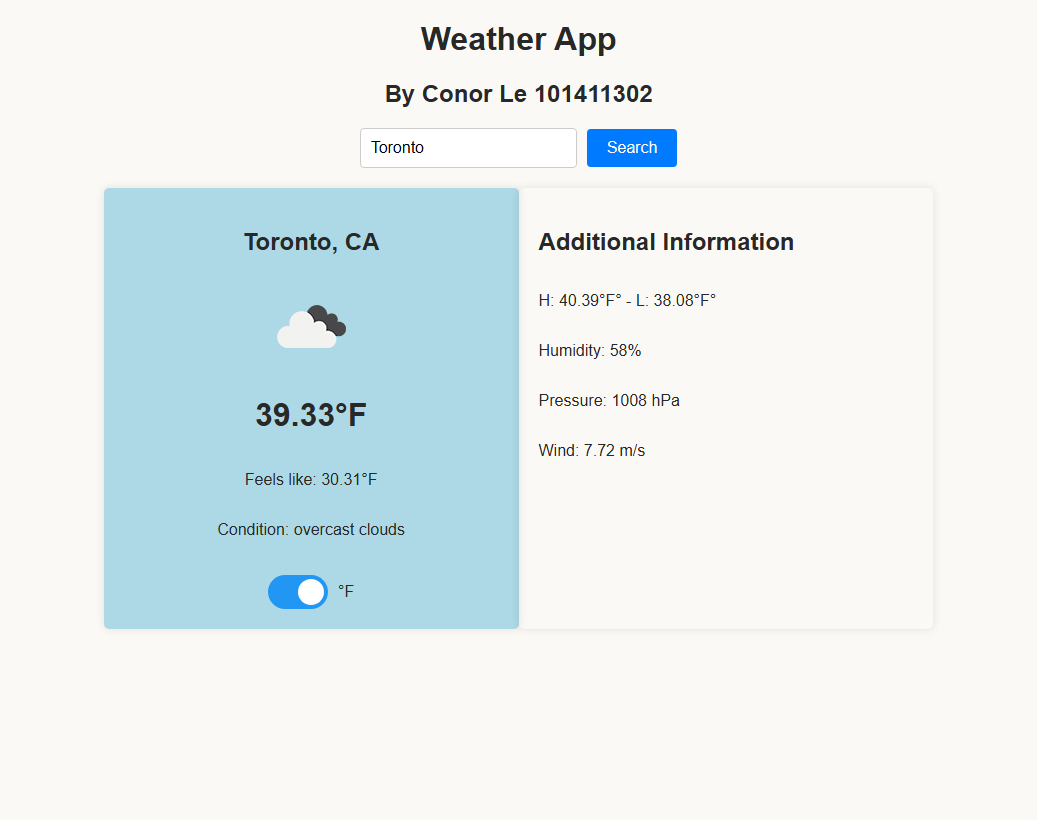 Weather App
By Conor Le 101411302
Toronto
Search
Toronto, CA
39.33°F
Feels like: 30.31°F
Condition: overcast clouds
°F
Additional Information
H: 40.39°F° - L: 38.08°F°
Humidity: 58%
Pressure: 1008 hPa
Wind: 7.72 m/s